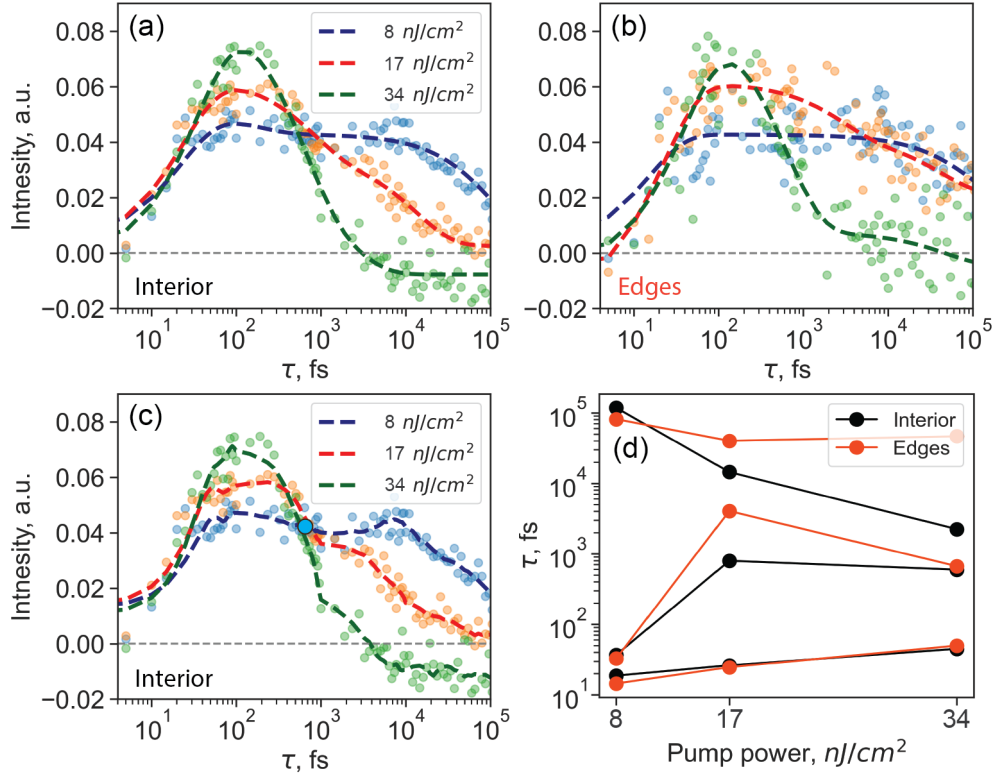 (a)
8 nJ/cm²
17 nJ/cm²
34 nJ/cm²
Intnesity, a.u.
0.08
0.06
0.04
0.02
0.00
−0.02
Interior
10¹ 10² 10³ 10⁴ 10⁵
τ, fs
(b)
0.08
0.06
0.04
0.02
0.00
−0.02
Edges
10¹ 10² 10³ 10⁴ 10⁵
τ, fs
(c)
8 nJ/cm²
17 nJ/cm²
34 nJ/cm²
Intnesity, a.u.
0.08
0.06
0.04
0.02
0.00
−0.02
Interior
10¹ 10² 10³ 10⁴ 10⁵
τ, fs
(d)
Interior
Edges
τ, fs
10⁵
10⁴
10³
10²
10¹
8 17 34
Pump power, nJ/cm²